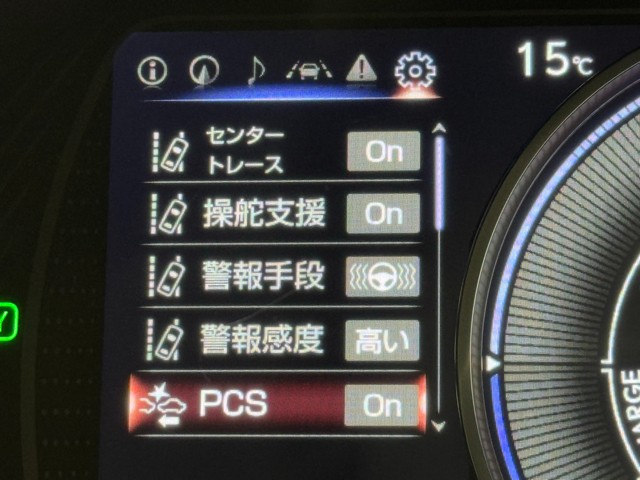 15℃
センター
トレース On
操舵支援 On
警報手段
警報感度 高い
PCS On